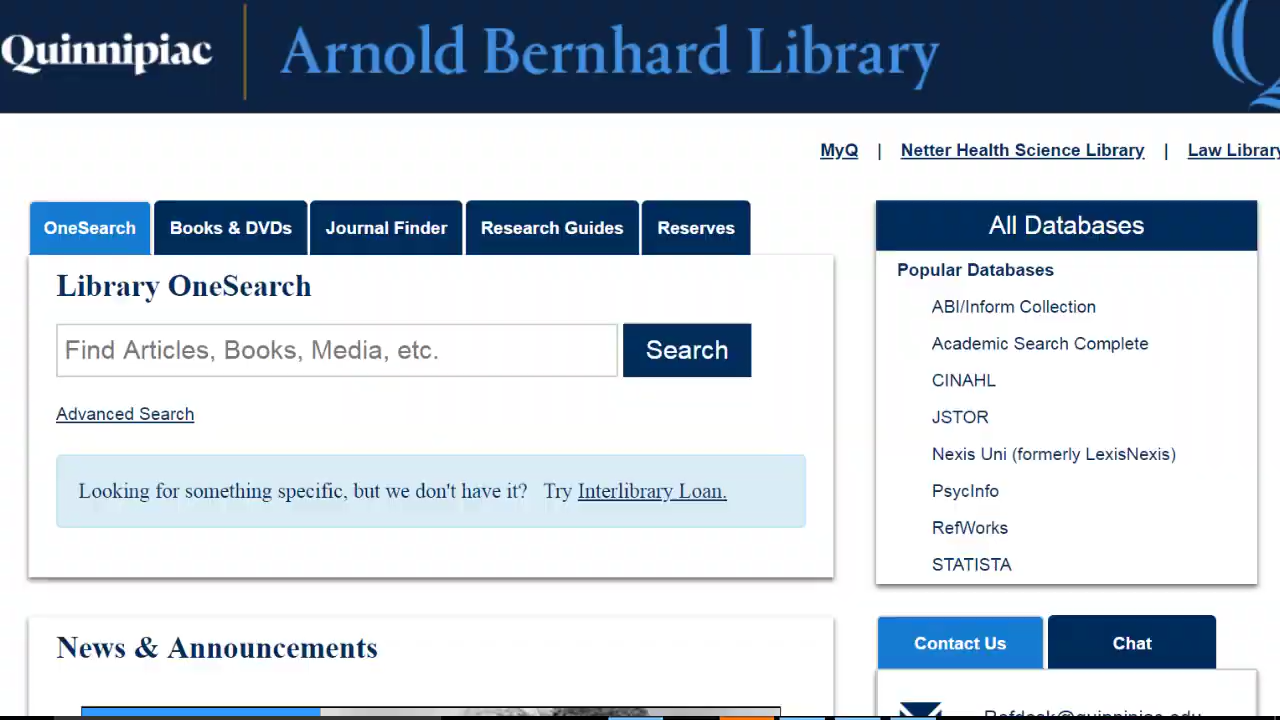 Quinnipiac
Arnold Bernhard Library
MyQ | Netter Health Science Library | Law Library
OneSearch
Books & DVDs
Journal Finder
Research Guides
Reserves
Library OneSearch
Find Articles, Books, Media, etc.
Search
Advanced Search
Looking for something specific, but we don't have it? Try Interlibrary Loan.
All Databases
Popular Databases
ABI/Inform Collection
Academic Search Complete
CINAHL
JSTOR
Nexis Uni (formerly LexisNexis)
PsycInfo
RefWorks
STATISTA
News & Announcements
Contact Us
Chat
Refdesk@quinnipiac.edu